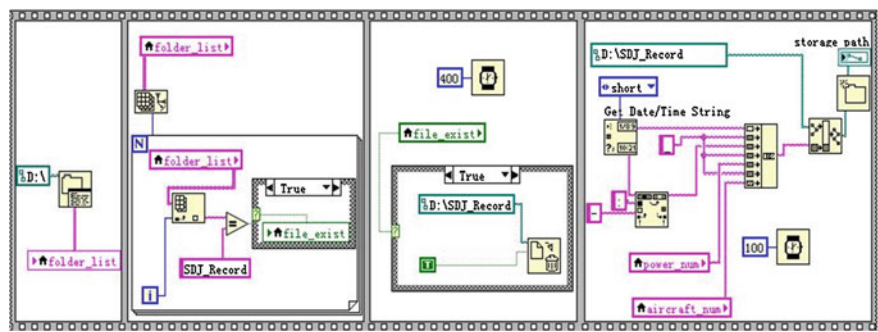 D:\
folder_list
folder_list
N
folder_list
True
file_exist
=
SDJ_Record
i
400
file_exist
True
D:\SDJ_Record
?
T
D:\SDJ_Record
storage path
short
Get Date/Time String
_
:
-
100
power_num
aircraft_num